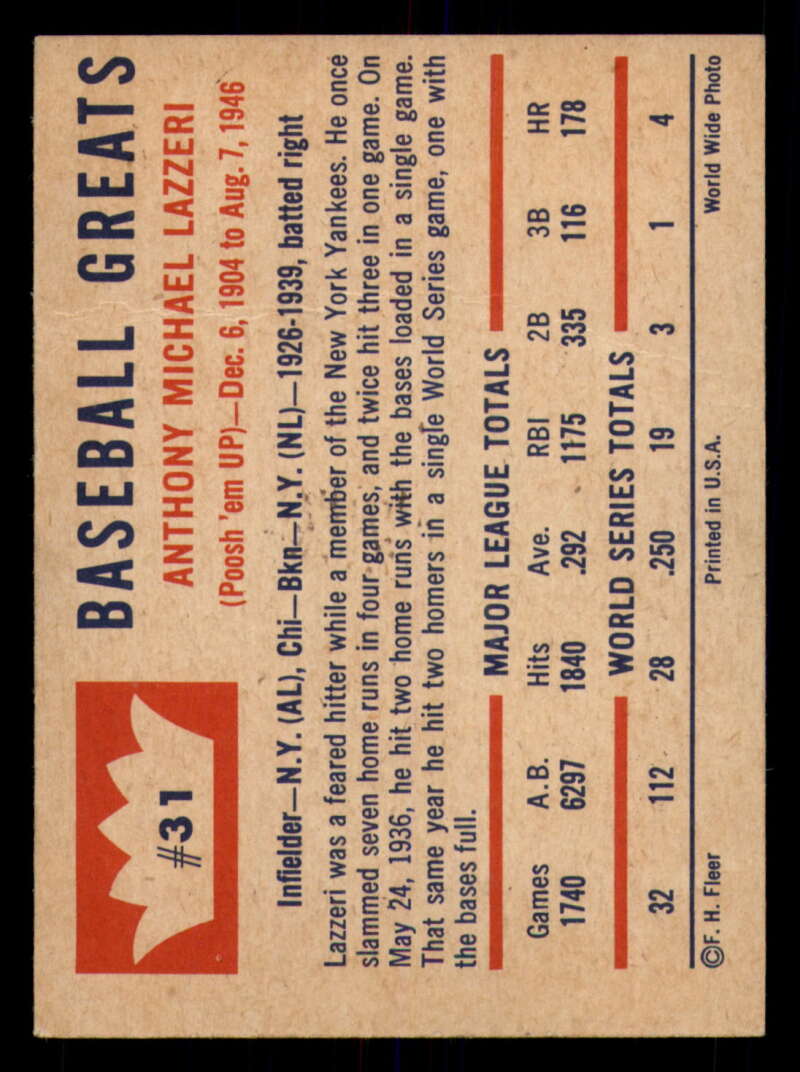 #31
BASEBALL GREATS
ANTHONY MICHAEL LAZZERI
(Poosh 'em UP)—Dec. 6, 1904 to Aug. 7, 1946
Infielder—N.Y. (AL), Chi—Bkn—N.Y. (NL)—1926-1939, batted right
Lazzeri was a feared hitter while a member of the New York Yankees. He once
slammed seven home runs in four games, and twice hit three in one game. On
May 24, 1936, he hit two home runs with the bases loaded in a single game.
That same year he hit two homers in a single World Series game, one with
the bases full.
MAJOR LEAGUE TOTALS
Games A.B. Hits Ave. RBI 2B 3B HR
1740 6297 1840 .292 1175 335 116 178
WORLD SERIES TOTALS
32 112 28 .250 19 3 1 4
©F. H. Fleer Printed in U.S.A. World Wide Photo